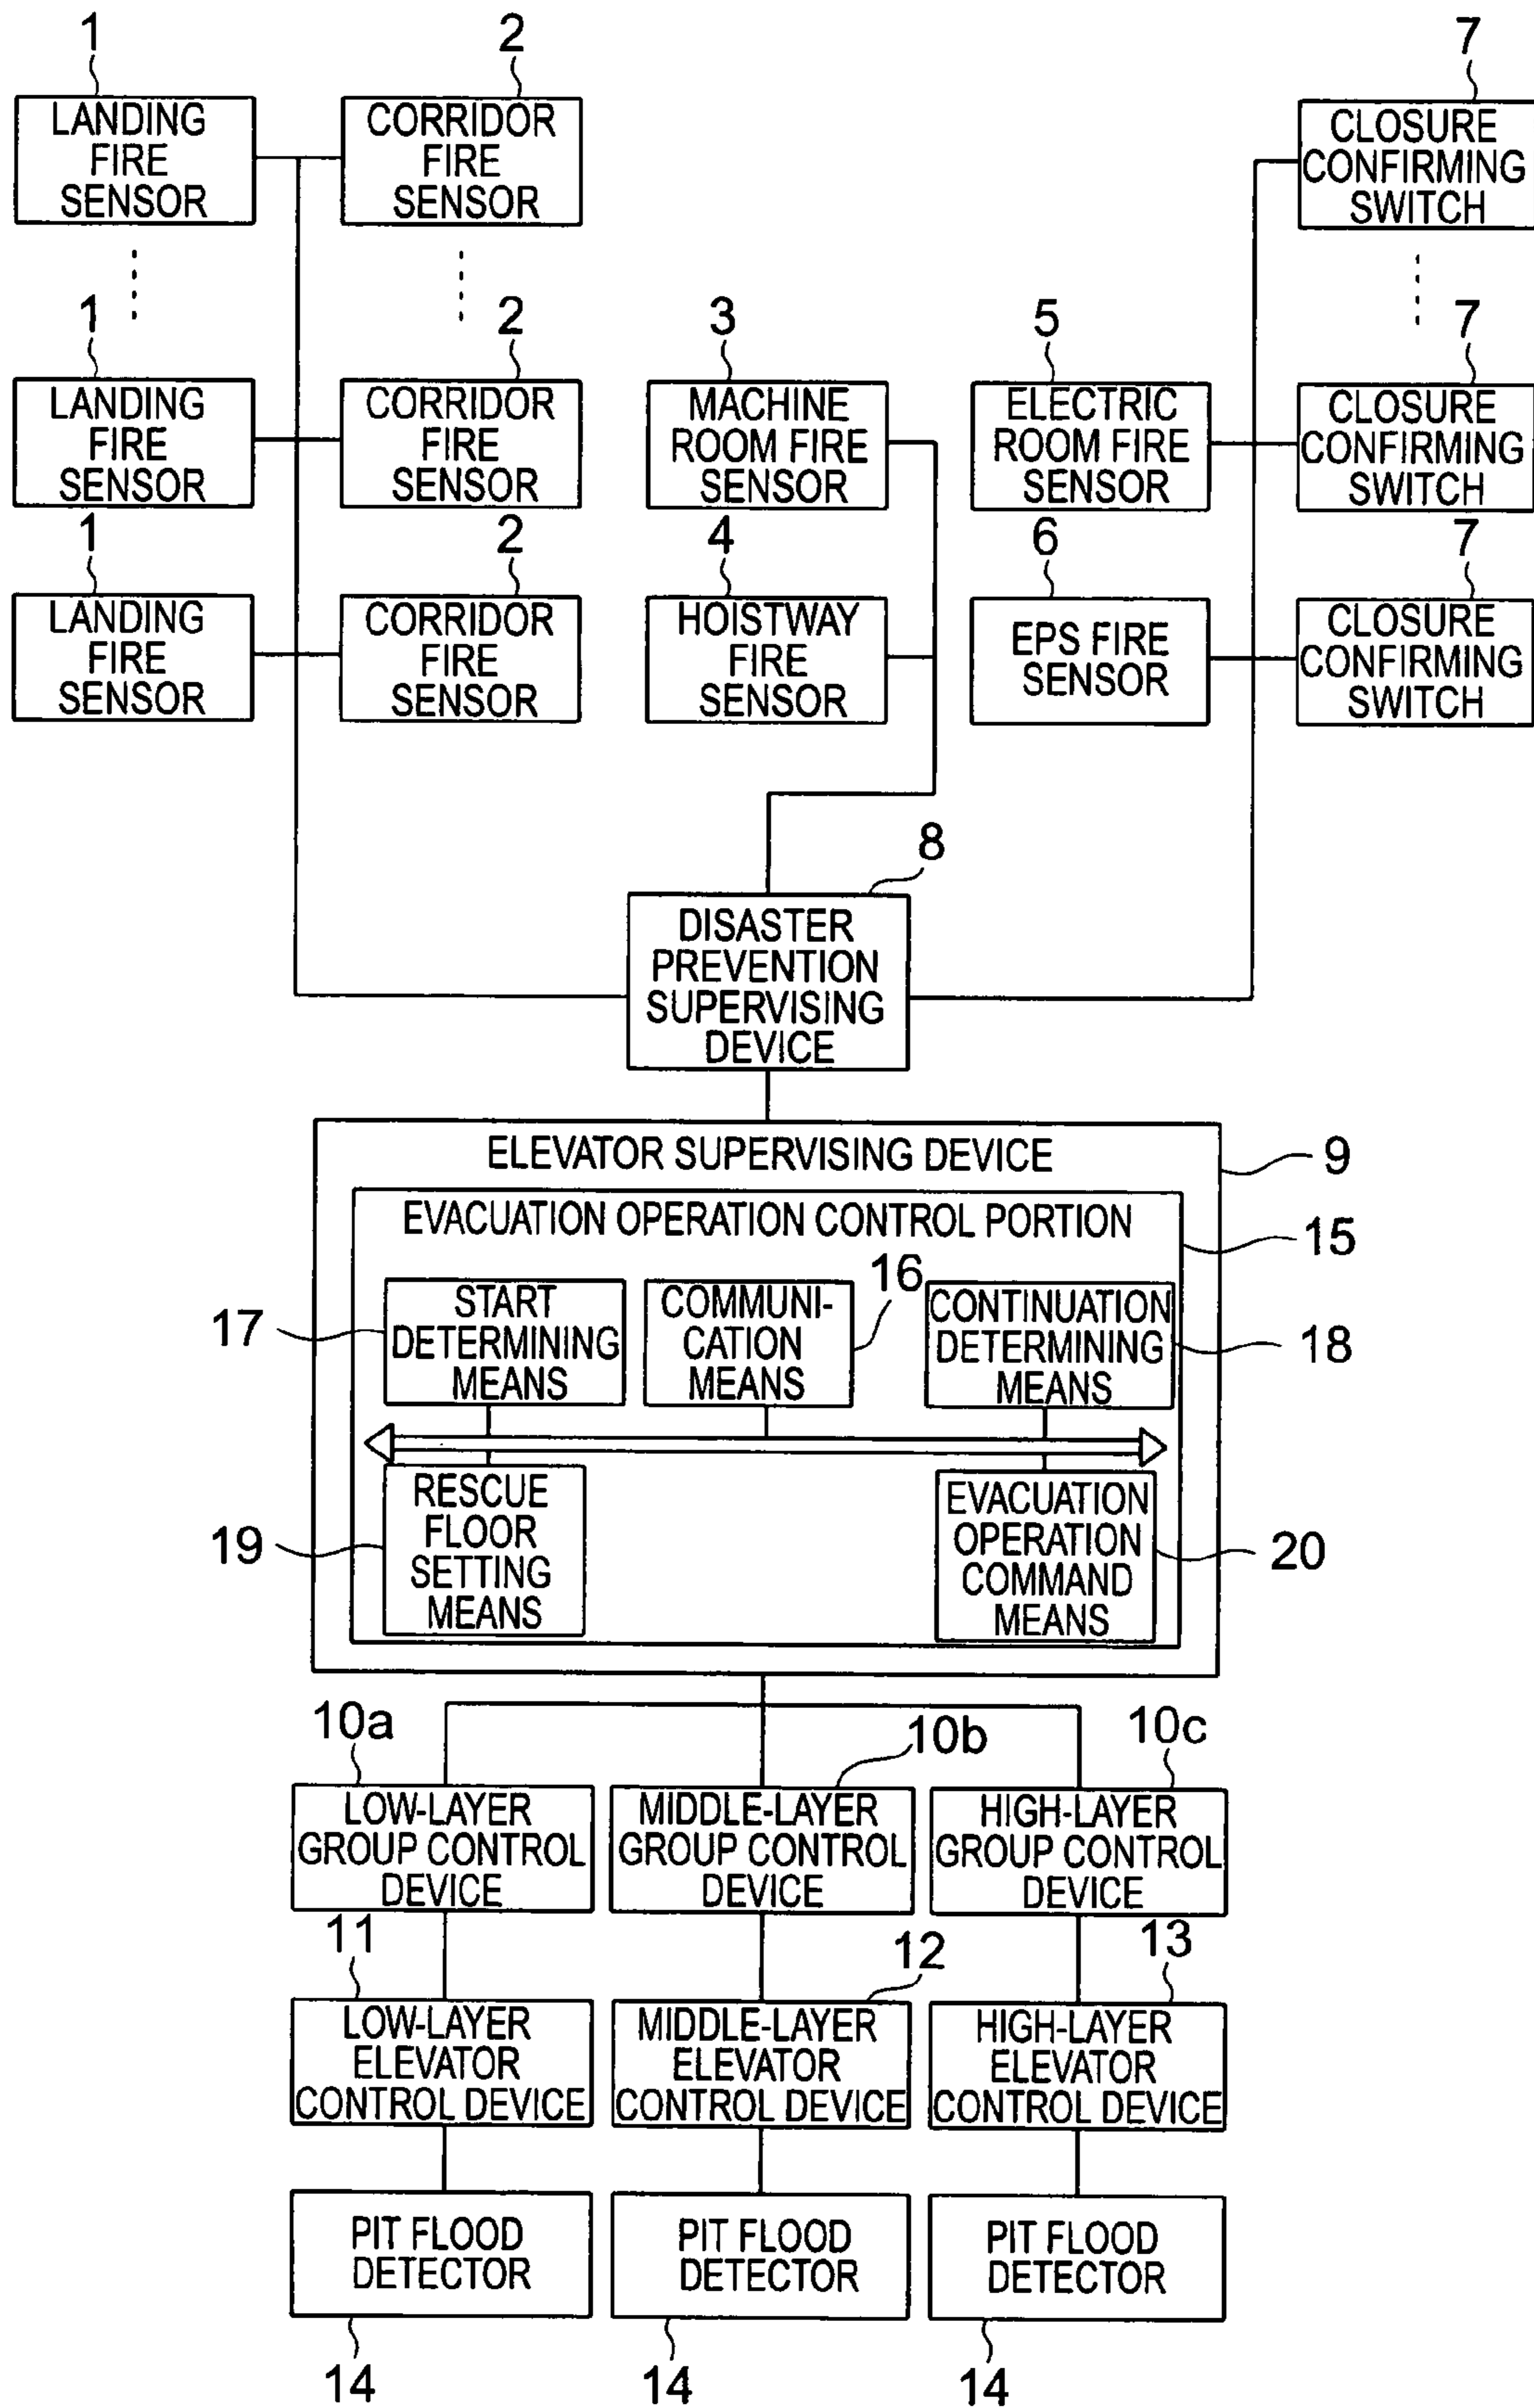 1
2
7
LANDING
FIRE
SENSOR
CORRIDOR
FIRE
SENSOR
CLOSURE
CONFIRMING
SWITCH
1
2
3
5
7
LANDING
FIRE
SENSOR
CORRIDOR
FIRE
SENSOR
MACHINE
ROOM FIRE
SENSOR
ELECTRIC
ROOM FIRE
SENSOR
CLOSURE
CONFIRMING
SWITCH
1
2
4
6
7
LANDING
FIRE
SENSOR
CORRIDOR
FIRE
SENSOR
HOISTWAY
FIRE
SENSOR
EPS FIRE
SENSOR
CLOSURE
CONFIRMING
SWITCH
8
DISASTER
PREVENTION
SUPERVISING
DEVICE
ELEVATOR SUPERVISING DEVICE
9
EVACUATION OPERATION CONTROL PORTION
15
17
START
DETERMINING
MEANS
COMMUNI-
CATION
MEANS
16
CONTINUATION
DETERMINING
MEANS
18
19
RESCUE
FLOOR
SETTING
MEANS
EVACUATION
OPERATION
COMMAND
MEANS
20
10a
10b
10c
LOW-LAYER
GROUP CONTROL
DEVICE
MIDDLE-LAYER
GROUP CONTROL
DEVICE
HIGH-LAYER
GROUP CONTROL
DEVICE
11
12
13
LOW-LAYER
ELEVATOR
CONTROL DEVICE
MIDDLE-LAYER
ELEVATOR
CONTROL DEVICE
HIGH-LAYER
ELEVATOR
CONTROL DEVICE
PIT FLOOD
DETECTOR
PIT FLOOD
DETECTOR
PIT FLOOD
DETECTOR
14
14
14